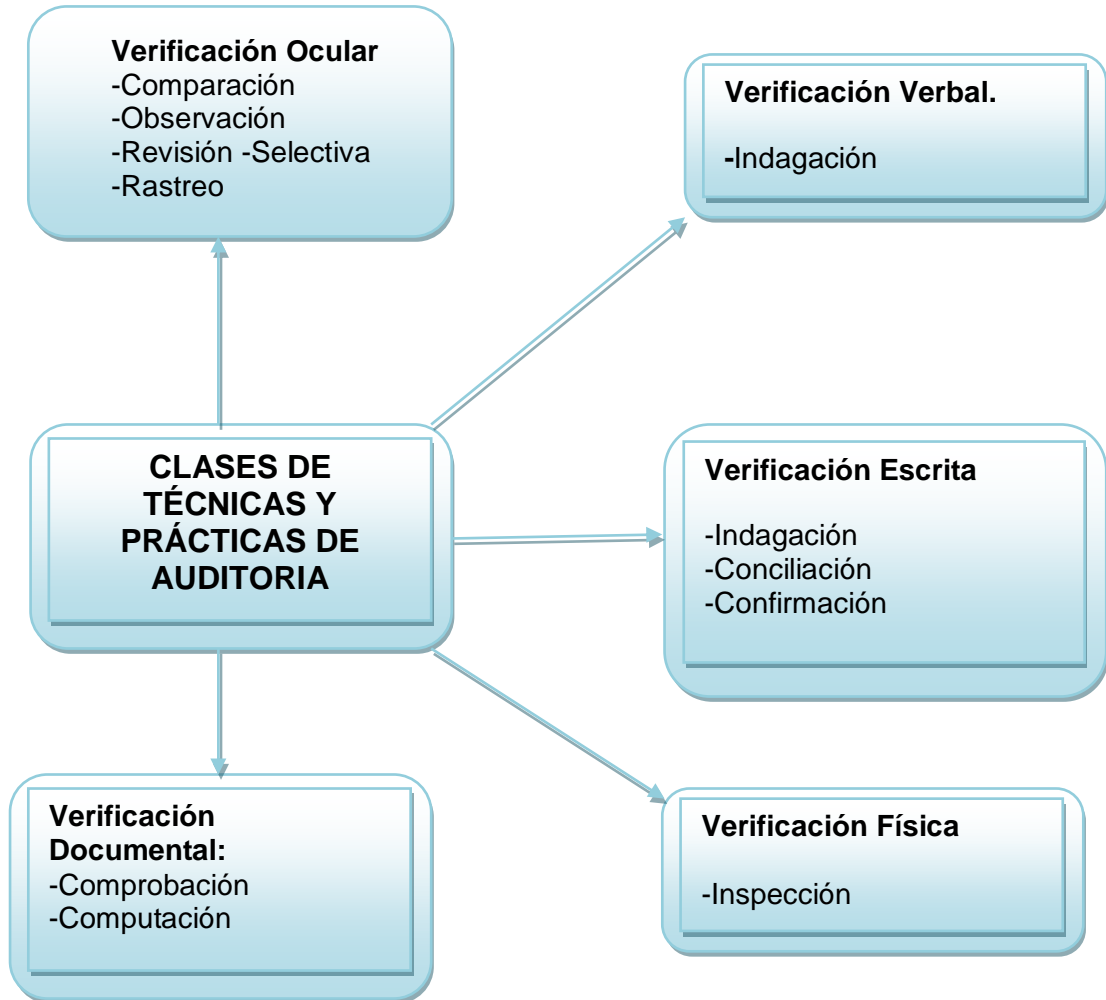 Verificación Ocular
-Comparación
-Observación
-Revisión -Selectiva
-Rastreo
Verificación Verbal.
-Indagación
CLASES DE
TÉCNICAS Y
PRÁCTICAS DE
AUDITORIA
Verificación Escrita
-Indagación
-Conciliación
-Confirmación
Verificación
Documental:
-Comprobación
-Computación
Verificación Física
-Inspección